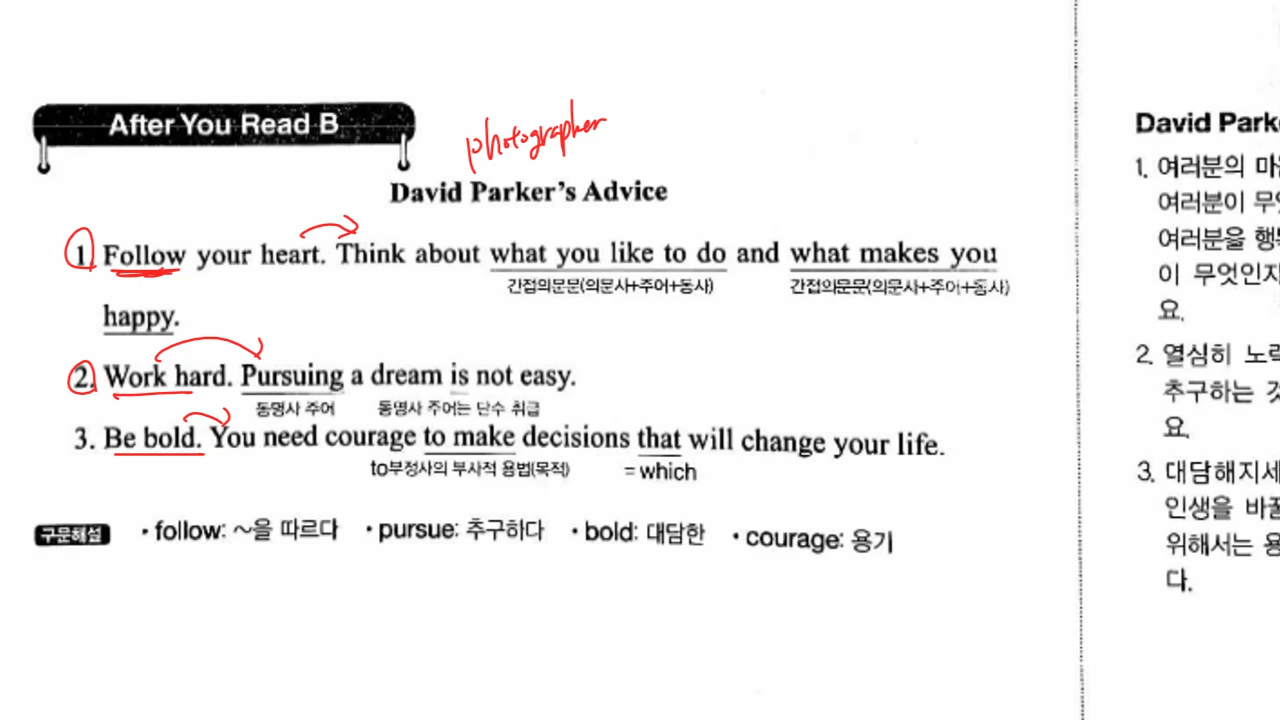 After You Read B
photographer
David Parker's Advice
1. Follow your heart. Think about what you like to do and what makes you
간접의문문(의문사+주어+동사) 간접의문문(의문사+주어+동사)
happy.
2. Work hard. Pursuing a dream is not easy.
동명사 주어 동명사 주어는 단수 취급
3. Be bold. You need courage to make decisions that will change your life.
to부정사의 부사적 용법(목적) = which
구문해설 • follow: ~을 따르다 • pursue: 추구하다 • bold: 대담한 • courage: 용기
David Park
1. 여러분의
여러분이
여러분을
이 무엇인지
요.
2. 열심히
추구하는
요.
3. 대담해지세
인생을
위해서는
다.